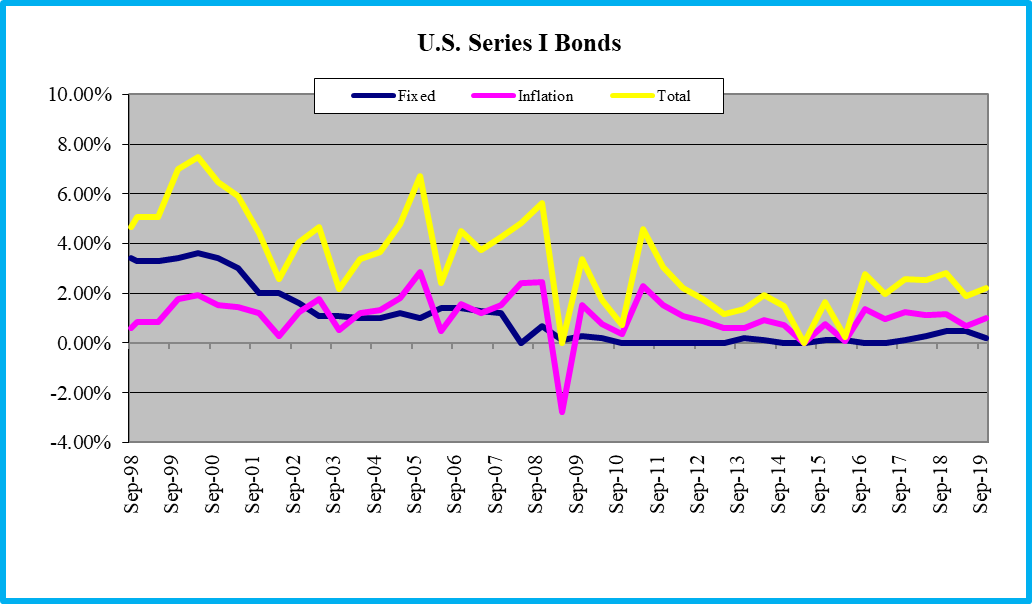 U.S. Series I Bonds
Fixed Inflation Total
10.00%
8.00%
6.00%
4.00%
2.00%
0.00%
-2.00%
-4.00%
Sep-98 Sep-99 Sep-00 Sep-01 Sep-02 Sep-03 Sep-04 Sep-05 Sep-06 Sep-07 Sep-08 Sep-09 Sep-10 Sep-11 Sep-12 Sep-13 Sep-14 Sep-15 Sep-16 Sep-17 Sep-18 Sep-19